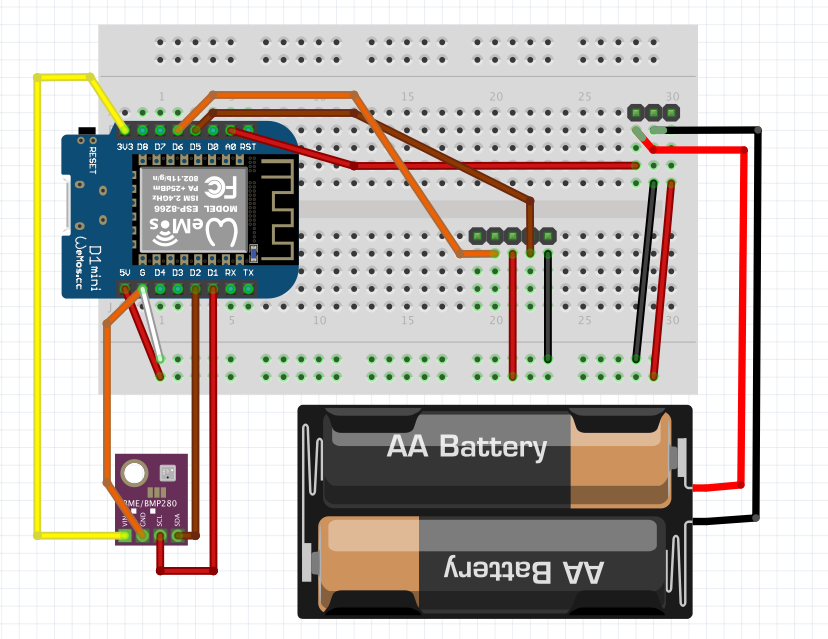 1 5 10 15 20 25 30
3V3 D8 D7 D6 D5 D0 A0 RST
RESET
802.11b/g/n
PA +25dBm
ISM 2.4GHz
MODEL ESP-8266
FC
WeMos
D1 mini
WeMos.cc
5V G D4 D3 D2 D1 RX TX
1 5 10 15 20 25 30
BME/BMP280
VIN GND SCL SDA
AA Battery
AA Battery